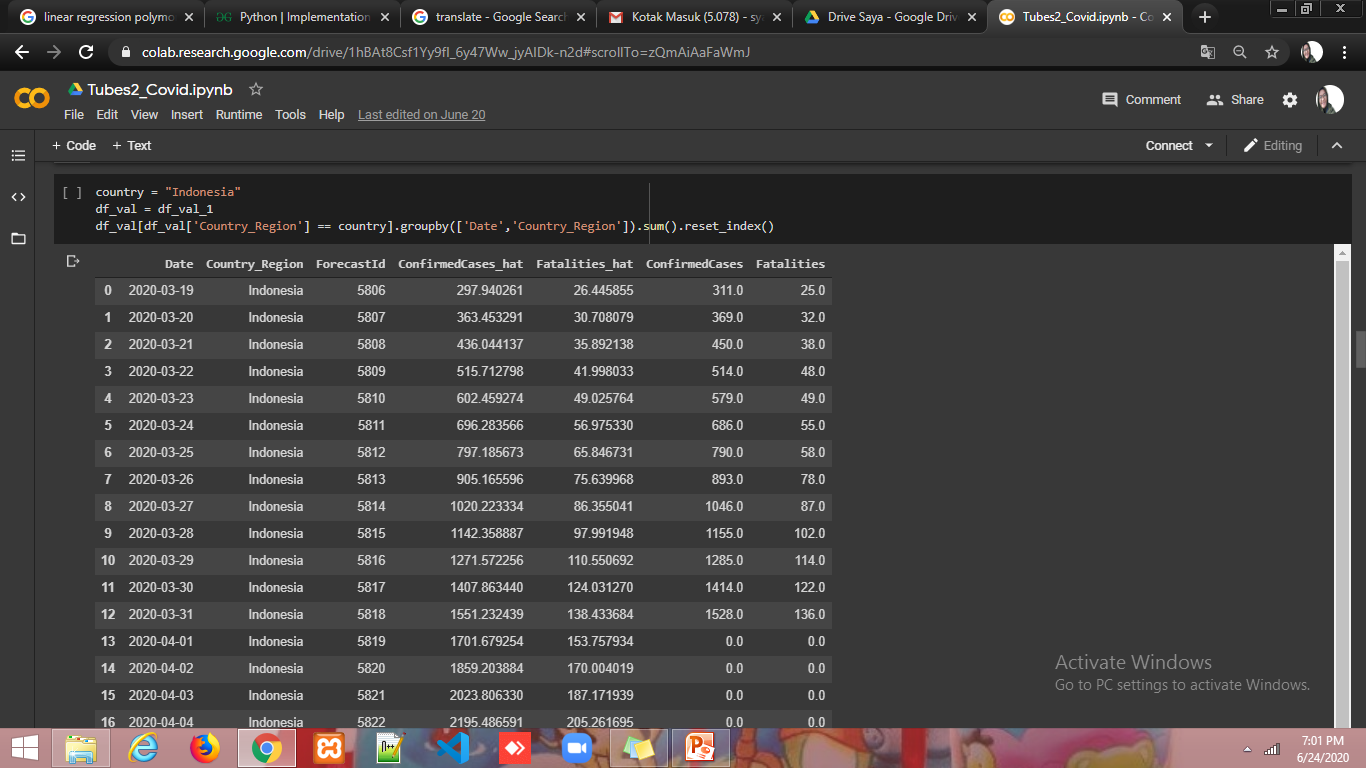 linear regression polymo
Python | Implementation
translate - Google Search
Kotak Masuk (5.078) - sy
Drive Saya - Google Drive
Tubes2_Covid.ipynb - Co
colab.research.google.com/drive/1hBAt8Csf1Yy9fI_6y47Ww_jyAIDk-n2d#scrollTo=zQmAiAaFaWmJ
Tubes2_Covid.ipynb
File Edit View Insert Runtime Tools Help Last edited on June 20
Comment Share
+ Code + Text
Connect Editing
[ ] country = "Indonesia"
df_val = df_val_1
df_val[df_val['Country_Region'] == country].groupby(['Date','Country_Region']).sum().reset_index()
Date Country_Region ForecastId ConfirmedCases_hat Fatalities_hat ConfirmedCases Fatalities
0 2020-03-19 Indonesia 5806 297.940261 26.445855 311.0 25.0
1 2020-03-20 Indonesia 5807 363.453291 30.708079 369.0 32.0
2 2020-03-21 Indonesia 5808 436.044137 35.892138 450.0 38.0
3 2020-03-22 Indonesia 5809 515.712798 41.998033 514.0 48.0
4 2020-03-23 Indonesia 5810 602.459274 49.025764 579.0 49.0
5 2020-03-24 Indonesia 5811 696.283566 56.975330 686.0 55.0
6 2020-03-25 Indonesia 5812 797.185673 65.846731 790.0 58.0
7 2020-03-26 Indonesia 5813 905.165596 75.639968 893.0 78.0
8 2020-03-27 Indonesia 5814 1020.223334 86.355041 1046.0 87.0
9 2020-03-28 Indonesia 5815 1142.358887 97.991948 1155.0 102.0
10 2020-03-29 Indonesia 5816 1271.572256 110.550692 1285.0 114.0
11 2020-03-30 Indonesia 5817 1407.863440 124.031270 1414.0 122.0
12 2020-03-31 Indonesia 5818 1551.232439 138.433684 1528.0 136.0
13 2020-04-01 Indonesia 5819 1701.679254 153.757934 0.0 0.0
14 2020-04-02 Indonesia 5820 1859.203884 170.004019 0.0 0.0
15 2020-04-03 Indonesia 5821 2023.806330 187.171939 0.0 0.0
16 2020-04-04 Indonesia 5822 2195.486591 205.261695 0.0 0.0
Activate Windows
Go to PC settings to activate Windows.
7:01 PM
6/24/2020